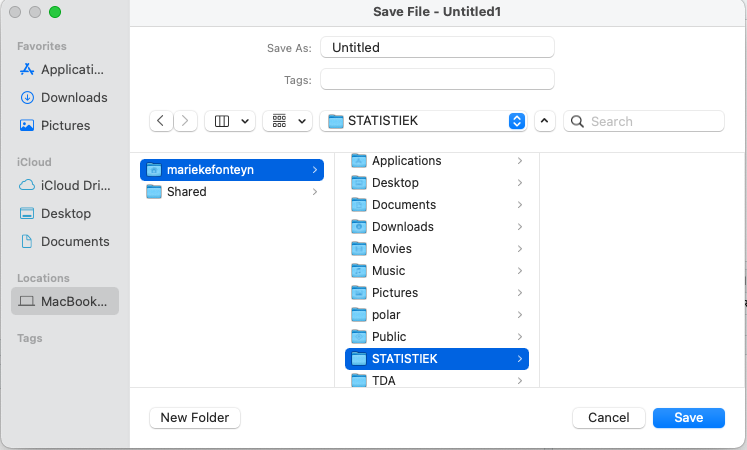 Save File - Untitled1
Save As: Untitled
Tags:
STATISTIEK
Search
Favorites
Applicati...
Downloads
Pictures
iCloud
iCloud Dri...
Desktop
Documents
Locations
MacBook...
Tags
mariekefonteyn
Shared
Applications
Desktop
Documents
Downloads
Movies
Music
Pictures
polar
Public
STATISTIEK
TDA
New Folder
Cancel
Save